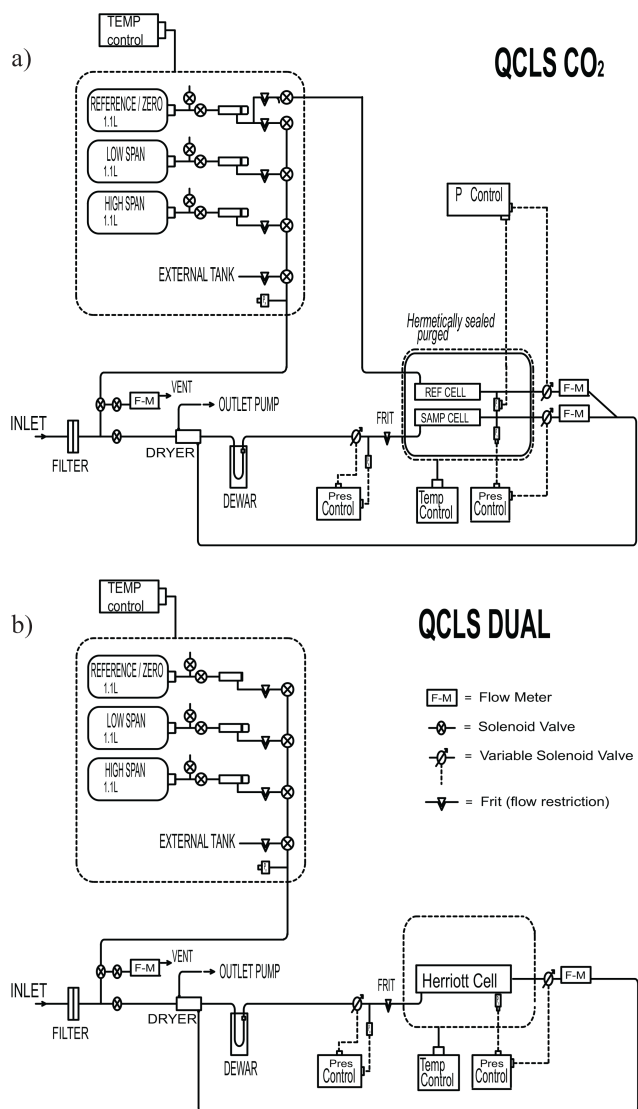 a)
QCLS CO2
TEMP
control
REFERENCE / ZERO
1.1L
LOW SPAN
1.1L
HIGH SPAN
1.1L
EXTERNAL TANK
P Control
Hermetically sealed
purged
REF CELL
SAMP CELL
F-M
F-M
F-M
VENT
OUTLET PUMP
INLET
FILTER
DRYER
DEWAR
FRIT
Pres
Control
Temp
Control
Pres
Control
b)
QCLS DUAL
TEMP
control
REFERENCE / ZERO
1.1L
LOW SPAN
1.1L
HIGH SPAN
1.1L
EXTERNAL TANK
F-M = Flow Meter
= Solenoid Valve
= Variable Solenoid Valve
= Frit (flow restriction)
F-M
VENT
OUTLET PUMP
INLET
FILTER
DRYER
DEWAR
FRIT
Herriott Cell
F-M
Pres
Control
Temp
Control
Pres
Control